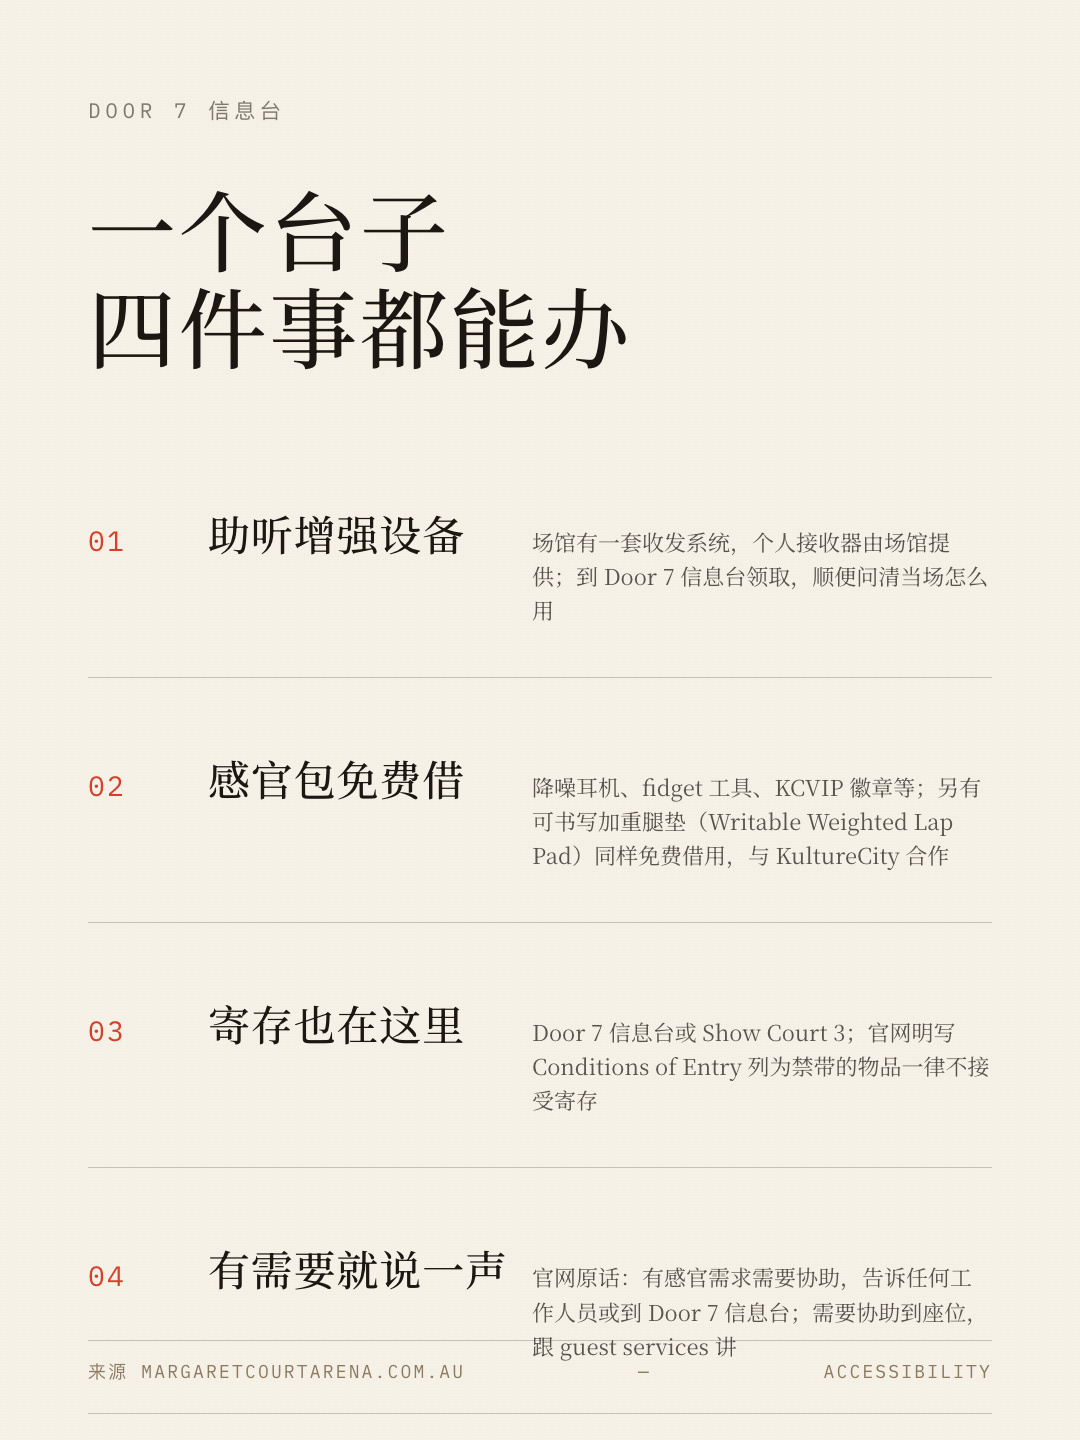 DOOR 7 信息台
一个台子
四件事都能办
01
助听增强设备
场馆有一套收发系统，个人接收器由场馆提
供；到 Door 7 信息台领取，顺便问清当场怎么
用
02
感官包免费借
降噪耳机、fidget 工具、KCVIP 徽章等；另有
可书写加重腿垫（Writable Weighted Lap
Pad）同样免费借用，与 KultureCity 合作
03
寄存也在这里
Door 7 信息台或 Show Court 3；官网明写
Conditions of Entry 列为禁带的物品一律不接
受寄存
04
有需要就说一声
官网原话：有感官需求需要协助，告诉任何工
作人员或到 Door 7 信息台；需要协助到座位，
跟 guest services 讲
来源 MARGARETCOURTARENA.COM.AU
—
ACCESSIBILITY